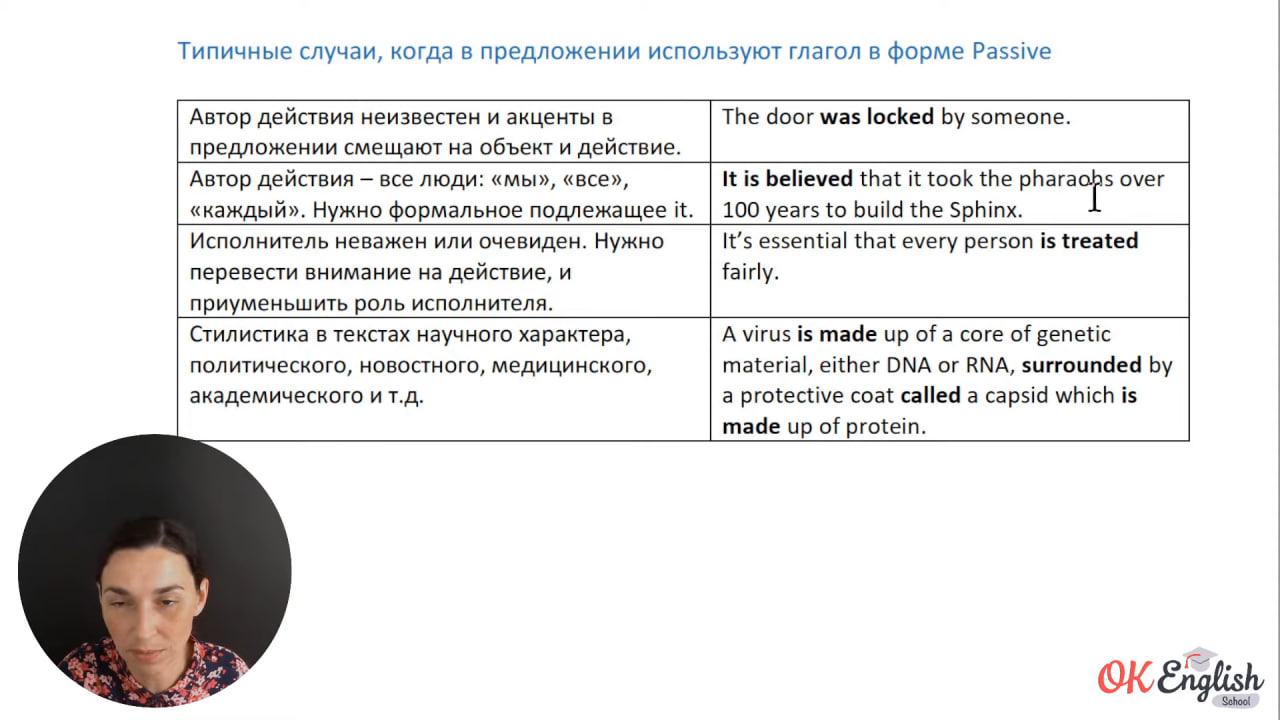 Типичные случаи, когда в предложении используют глагол в форме Passive
Автор действия неизвестен и акценты в
предложении смещают на объект и действие.
The door was locked by someone.
Автор действия – все люди: «мы», «все»,
«каждый». Нужно формальное подлежащее it.
It is believed that it took the pharaohs over
100 years to build the Sphinx.
Исполнитель неважен или очевиден. Нужно
перевести внимание на действие, и
приуменьшить роль исполнителя.
It’s essential that every person is treated
fairly.
Стилистика в текстах научного характера,
политического, новостного, медицинского,
академического и т.д.
A virus is made up of a core of genetic
material, either DNA or RNA, surrounded by
a protective coat called a capsid which is
made up of protein.
OK English
School